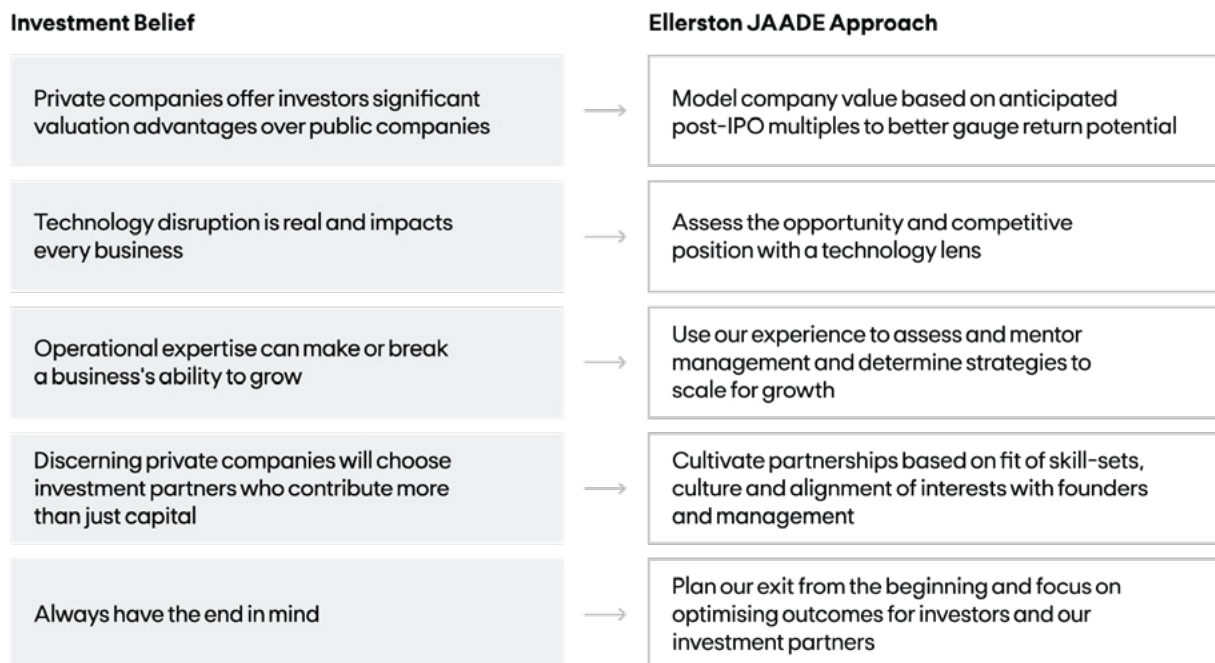 Investment Belief
Ellerston JAADE Approach
Private companies offer investors significant
valuation advantages over public companies
Model company value based on anticipated
post-IPO multiples to better gauge return potential
Technology disruption is real and impacts
every business
Assess the opportunity and competitive
position with a technology lens
Operational expertise can make or break
a business's ability to grow
Use our experience to assess and mentor
management and determine strategies to
scale for growth
Discerning private companies will choose
investment partners who contribute more
than just capital
Cultivate partnerships based on fit of skill-sets,
culture and alignment of interests with founders
and management
Always have the end in mind
Plan our exit from the beginning and focus on
optimising outcomes for investors and our
investment partners